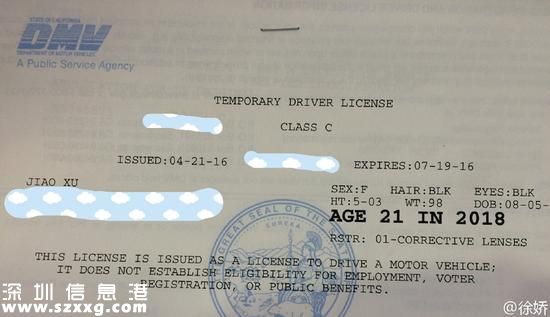 STATE OF CALIFORNIA
DMV
DEPARTMENT OF MOTOR VEHICLES
A Public Service Agency
TEMPORARY DRIVER LICENSE
CLASS C
ISSUED:04-21-16 EXPIRES:07-19-16
JIAO XU
SEX:F HAIR:BLK EYES:BLK
HT:5-03 WT:98 DOB:08-05-
AGE 21 IN 2018
RSTR: 01-CORRECTIVE LENSES
GREAT SEAL OF THE
EUREKA
THIS LICENSE IS ISSUED AS A LICENSE TO DRIVE A MOTOR VEHICLE;
IT DOES NOT ESTABLISH ELIGIBILITY FOR EMPLOYMENT, VOTER
REGISTRATION, OR PUBLIC BENEFITS.
深圳信息港
www.szxxg.com
@徐娇